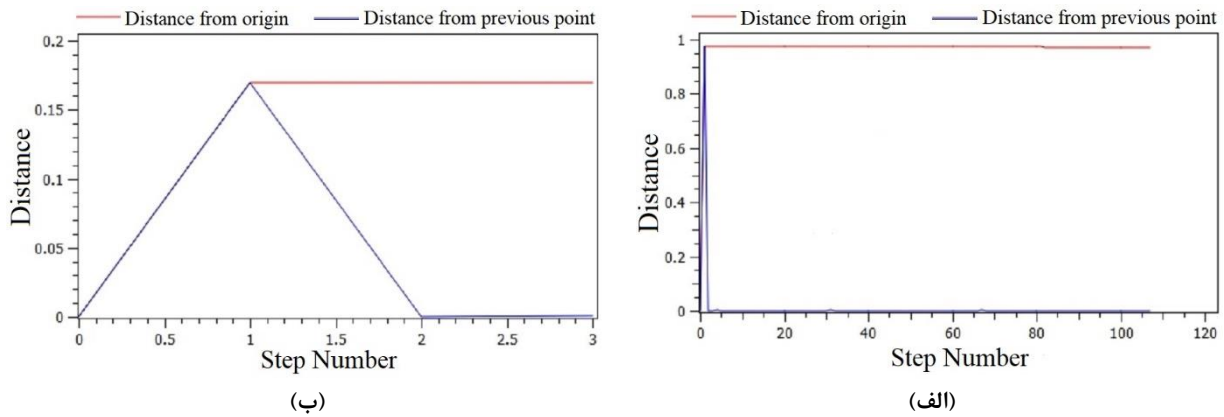 Distance from origin Distance from previous point
0.2
0.15
0.1
0.05
0
Distance
0 0.5 1 1.5 2 2.5 3
Step Number
(ب)
Distance from origin Distance from previous point
1
0.8
0.6
0.4
0.2
0
Distance
0 20 40 60 80 100 120
Step Number
(الف)